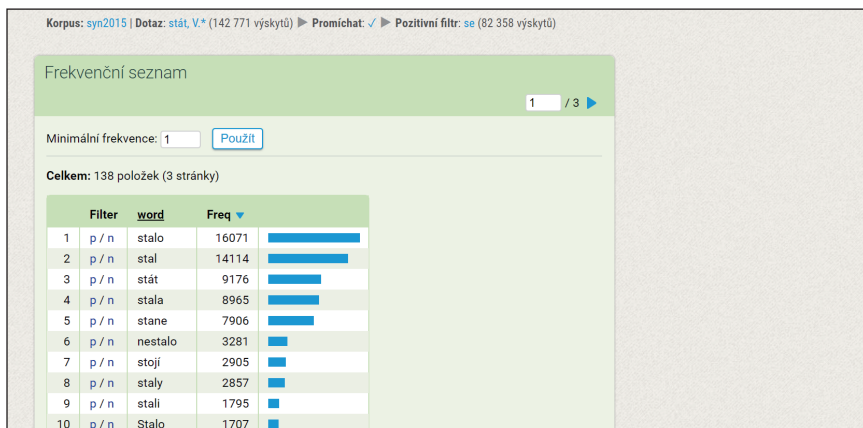 Korpus: syn2015 | Dotaz: stát, V.* (142 771 výskytů) ▶ Promíchat: ✓ ▶ Pozitivní filtr: se (82 358 výskytů)
Frekvenční seznam
1 / 3 ▶
Minimální frekvence: 1 Použít
Celkem: 138 položek (3 stránky)
Filter word Freq ▼
1 p / n stalo 16071
2 p / n stal 14114
3 p / n stát 9176
4 p / n stala 8965
5 p / n stane 7906
6 p / n nestalo 3281
7 p / n stojí 2905
8 p / n staly 2857
9 p / n stali 1795
10 p / n Stalo 1707